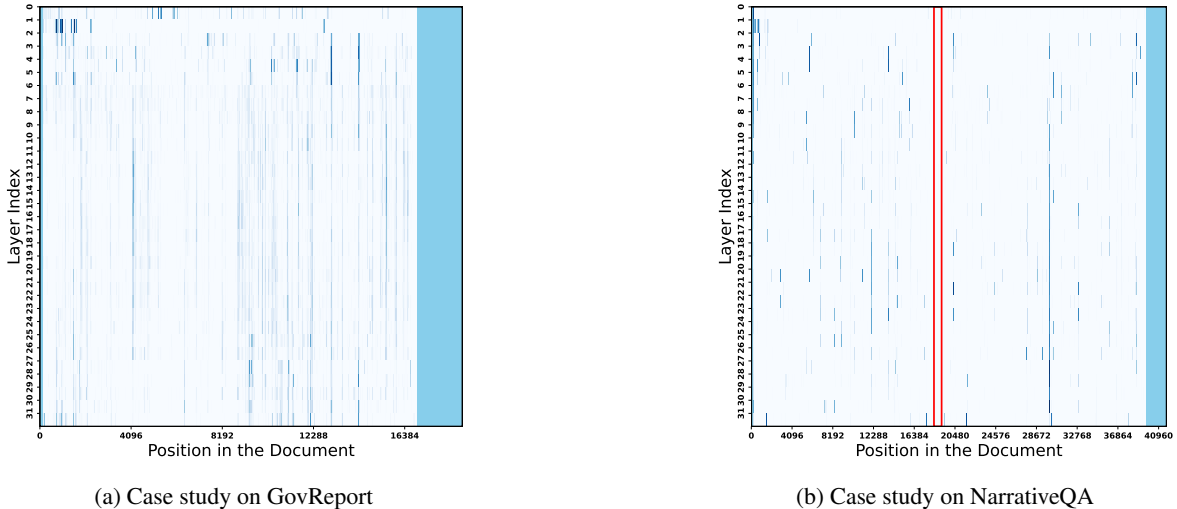 0 1 2 3 4 5 6 7 8 9 10 11 12 13 14 15 16 17 18 19 20 21 22 23 24 25 26 27 28 29 30 31
Layer Index
0 4096 8192 12288 16384
Position in the Document
(a) Case study on GovReport
0 1 2 3 4 5 6 7 8 9 10 11 12 13 14 15 16 17 18 19 20 21 22 23 24 25 26 27 28 29 30 31
Layer Index
0 4096 8192 12288 16384 20480 24576 28672 32768 36864 40960
Position in the Document
(b) Case study on NarrativeQA